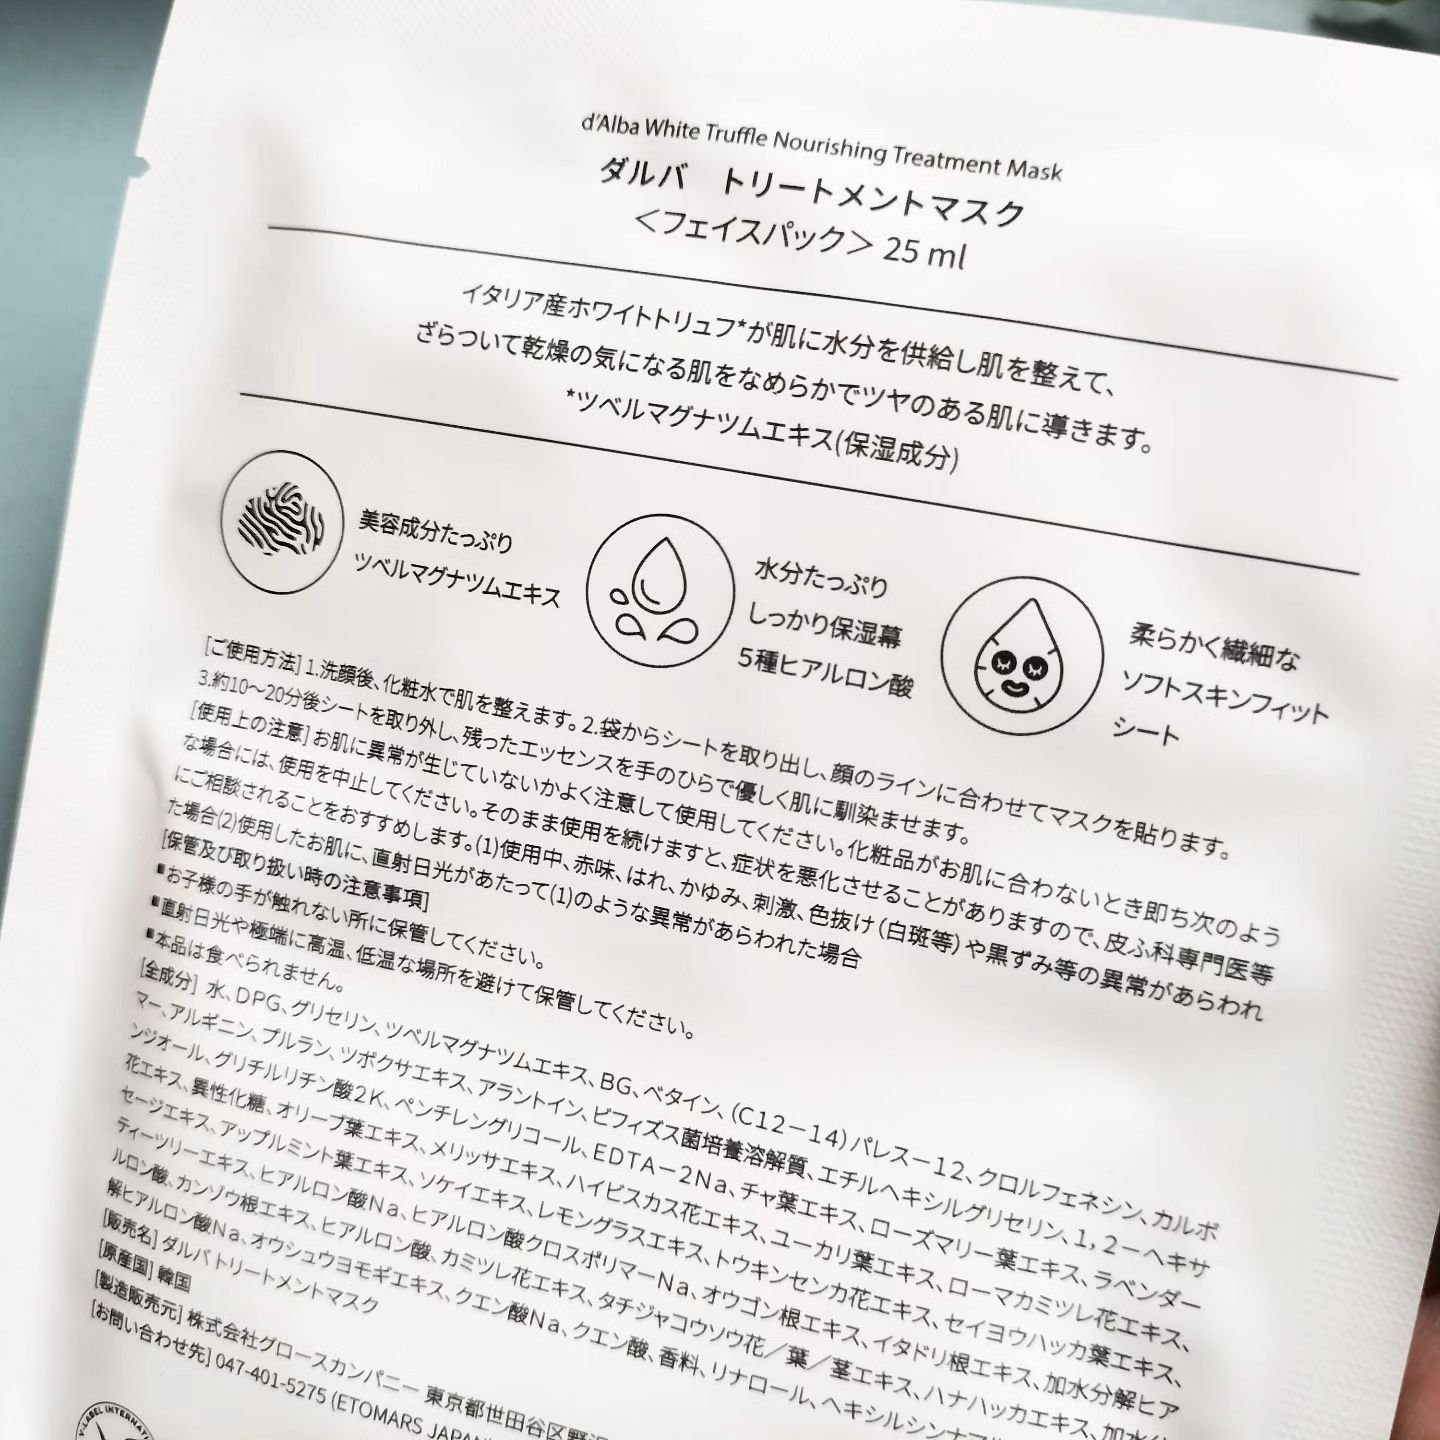 d'Alba White Truffle Nourishing Treatment Mask
ダルバ　トリートメントマスク
＜フェイスパック＞ 25 ml
イタリア産ホワイトトリュフ*が肌に水分を供給し肌を整えて、
ざらついて乾燥の気になる肌をなめらかでツヤのある肌に導きます。
*ツベルマグナツムエキス(保湿成分)
美容成分たっぷり
ツベルマグナツムエキス
水分たっぷり
しっかり保湿幕
5種ヒアルロン酸
柔らかく繊細な
ソフトスキンフィット
シート
[ご使用方法] 1.洗顔後、化粧水で肌を整えます。2.袋からシートを取り出し、顔のラインに合わせてマスクを貼ります。
3.約10～20分後シートを取り外し、残ったエッセンスを手のひらで優しく肌に馴染ませます。
[使用上の注意] お肌に異常が生じていないかよく注意して使用してください。化粧品がお肌に合わないとき即ち次のよう
な場合には、使用を中止してください。そのまま使用を続けますと、症状を悪化させることがありますので、皮ふ科専門医等
にご相談されることをおすすめします。(1)使用中、赤味、はれ、かゆみ、刺激、色抜け(白斑等)や黒ずみ等の異常があらわれ
た場合(2)使用したお肌に、直射日光があたって(1)のような異常があらわれた場合
[保管及び取り扱い時の注意事項]
■お子様の手が触れない所に保管してください。
■直射日光や極端に高温、低温な場所を避けて保管してください。
■本品は食べられません。
[全成分] 水、DPG、グリセリン、ツベルマグナツムエキス、BG、ベタイン、(C12－14)パレス－12、クロルフェネシン、カルボ
マー、アルギニン、プルラン、ツボクサエキス、アラントイン、ビフィズス菌培養溶解質、エチルヘキシルグリセリン、1，2－ヘキサ
ンジオール、グリチルリチン酸2K、ペンチレングリコール、EDTA－2Na、チャ葉エキス、ローズマリー葉エキス、ラベンダー
花エキス、異性化糖、オリーブ葉エキス、メリッサエキス、ハイビスカス花エキス、ユーカリ葉エキス、ローマカミツレ花エキス、
セージエキス、アップルミント葉エキス、ソケイエキス、レモングラスエキス、トウキンセンカ花エキス、セイヨウハッカ葉エキス、
ティーツリーエキス、ヒアルロン酸Na、ヒアルロン酸クロスポリマーNa、オウゴン根エキス、イタドリ根エキス、加水分解ヒア
ルロン酸、カンゾウ根エキス、ヒアルロン酸、カミツレ花エキス、タチジャコウソウ花／葉／茎エキス、ハナハッカエキス、加水分
解ヒアルロン酸Na、オウシュウヨモギエキス、クエン酸Na、クエン酸、香料、リナロール、ヘキシルシンナマ
[販売名] ダルバ トリートメントマスク
[原産国] 韓国
[製造販売元] 株式会社グロースカンパニー 東京都世田谷区野沢
[お問い合わせ先] 047-401-5275 (ETOMARS JAPAN
V-LABEL INTERNATI